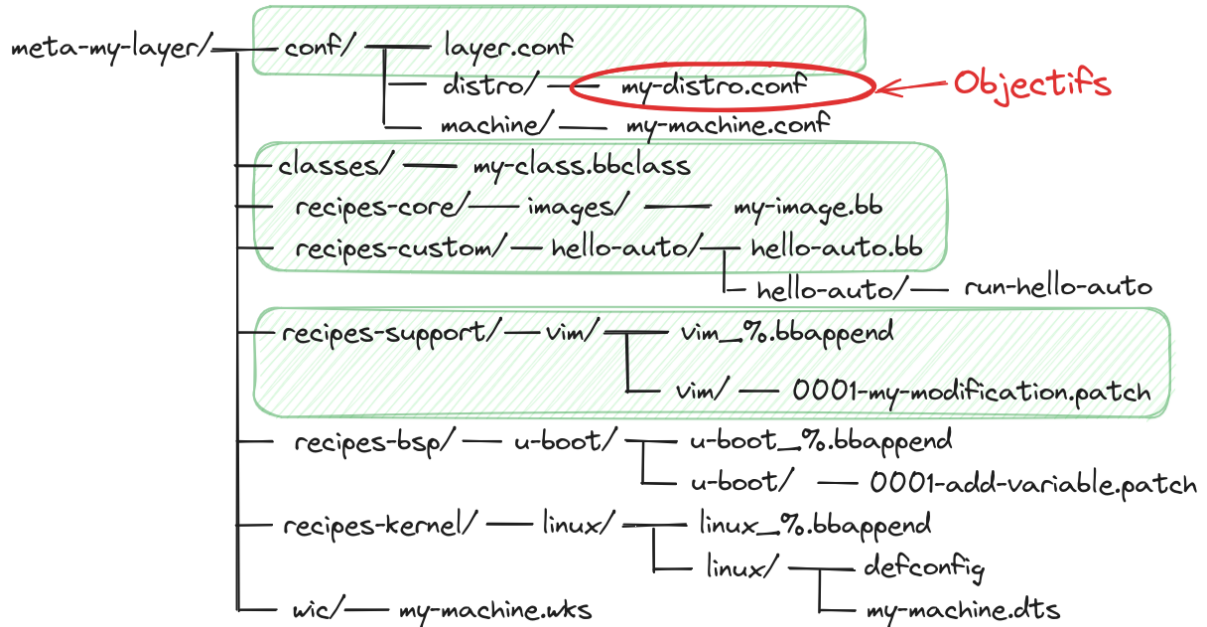 meta-my-layer/ conf/ layer.conf
distro/ my-distro.conf Objectifs
machine/ my-machine.conf
classes/ my-class.bbclass
recipes-core/ images/ my-image.bb
recipes-custom/ hello-auto/ hello-auto.bb
hello-auto/ run-hello-auto
recipes-support/ vim/ vim_%.bbappend
vim/ 0001-my-modification.patch
recipes-bsp/ u-boot/ u-boot_%.bbappend
u-boot/ 0001-add-variable.patch
recipes-kernel/ linux/ linux_%.bbappend
linux/ defconfig
wic/ my-machine.wks my-machine.dts